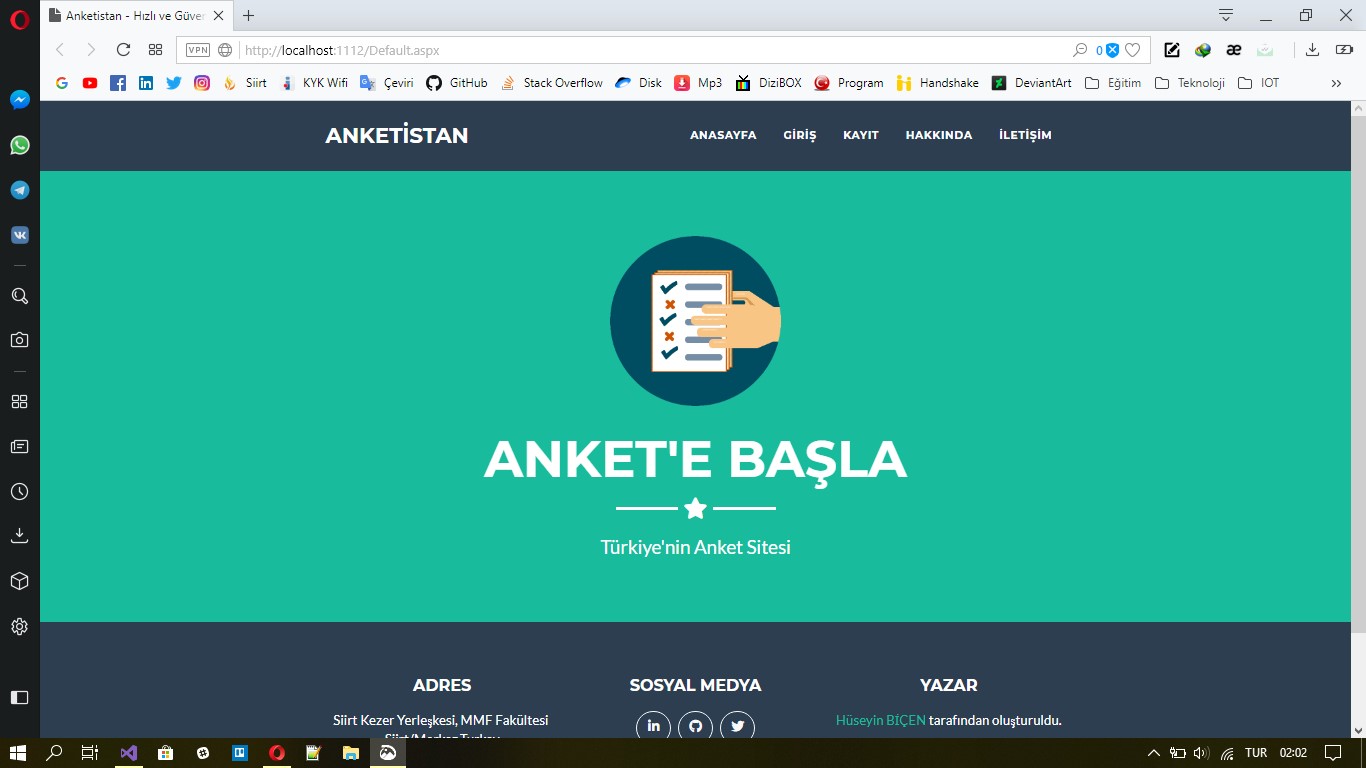 Anketistan - Hızlı ve Güver
VPN
http://localhost:1112/Default.aspx
0
Siirt
KYK Wifi
Çeviri
GitHub
Stack Overflow
Disk
Mp3
DiziBOX
Program
Handshake
DeviantArt
Eğitim
Teknoloji
IOT
ANKETİSTAN
ANASAYFA
GİRİŞ
KAYIT
HAKKINDA
İLETİŞİM
ANKET'E BAŞLA
Türkiye'nin Anket Sitesi
ADRES
Siirt Kezer Yerleşkesi, MMF Fakültesi
SOSYAL MEDYA
YAZAR
Hüseyin BİÇEN tarafından oluşturuldu.
TUR
02:02